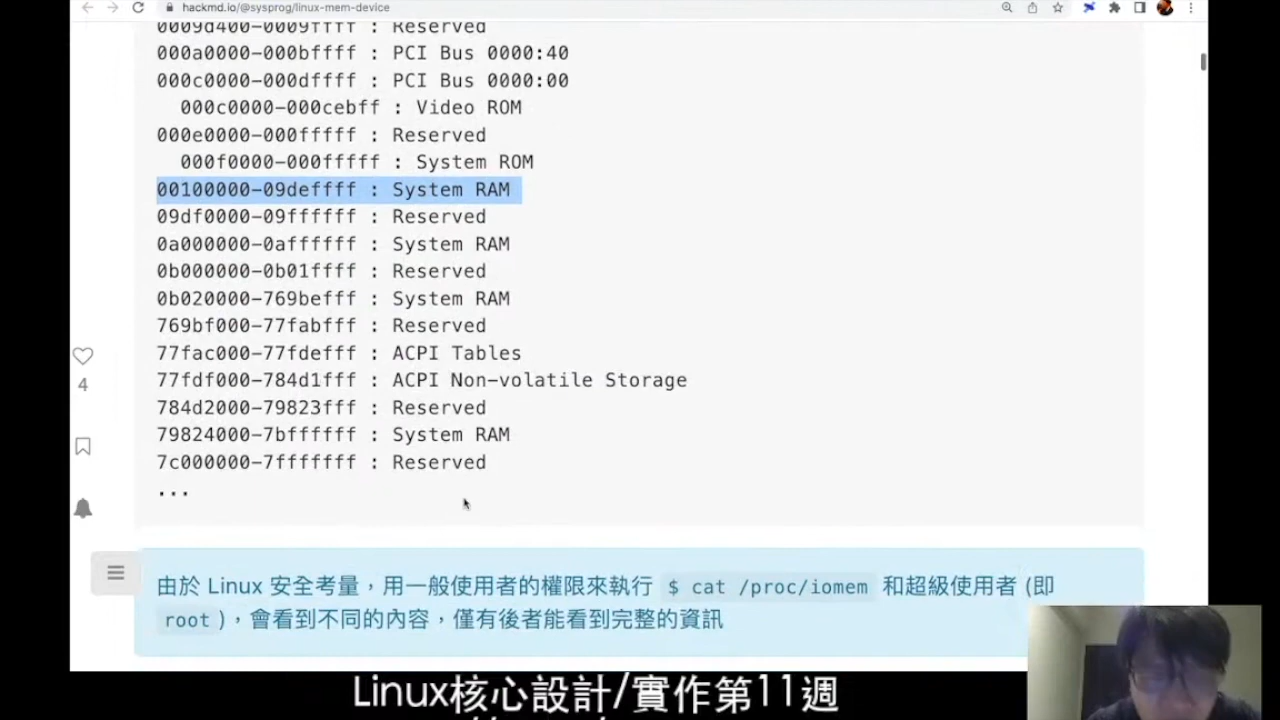 hackmd.io/@sysprog/linux-mem-device
0009d400-0009ffff : Reserved
000a0000-000bffff : PCI Bus 0000:40
000c0000-000dffff : PCI Bus 0000:00
000c0000-000cebff : Video ROM
000e0000-000fffff : Reserved
000f0000-000fffff : System ROM
00100000-09deffff : System RAM
09df0000-09ffffff : Reserved
0a000000-0affffff : System RAM
0b000000-0b01ffff : Reserved
0b020000-769befff : System RAM
769bf000-77fabfff : Reserved
77fac000-77fdefff : ACPI Tables
77fdf000-784d1fff : ACPI Non-volatile Storage
784d2000-79823fff : Reserved
79824000-7bffffff : System RAM
7c000000-7fffffff : Reserved
...
4
由於 Linux 安全考量，用一般使用者的權限來執行 $ cat /proc/iomem 和超級使用者 (即
root )，會看到不同的內容，僅有後者能看到完整的資訊
Linux核心設計/實作第11週